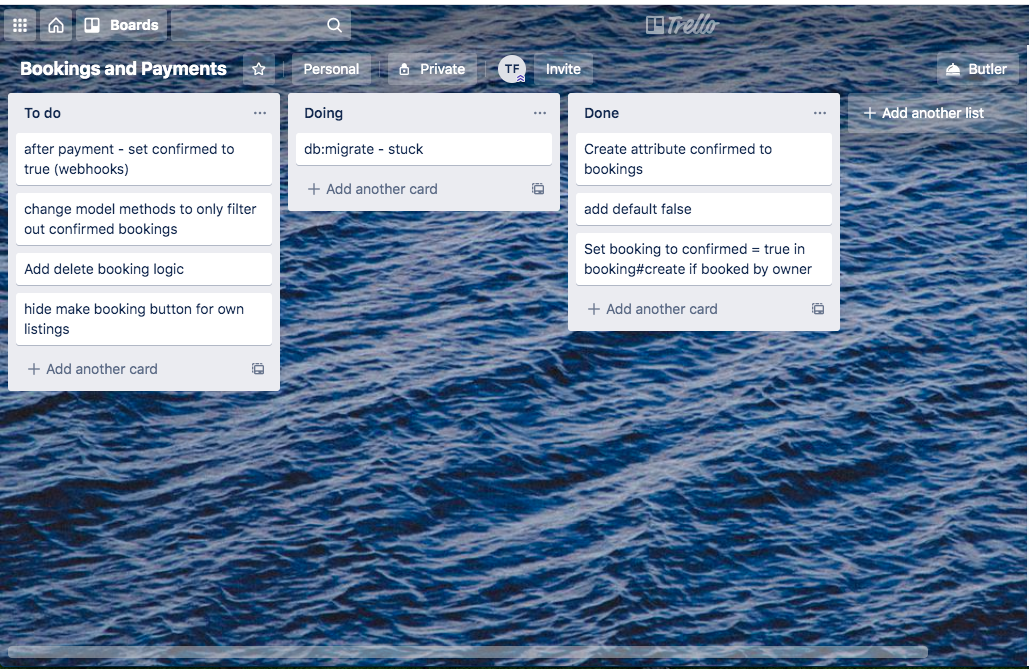 Boards
Trello
Bookings and Payments
Personal
Private
TF
Invite
Butler
To do
after payment - set confirmed to
true (webhooks)
change model methods to only filter
out confirmed bookings
Add delete booking logic
hide make booking button for own
listings
+ Add another card
Doing
db:migrate - stuck
+ Add another card
Done
Create attribute confirmed to
bookings
add default false
Set booking to confirmed = true in
booking#create if booked by owner
+ Add another card
+ Add another list